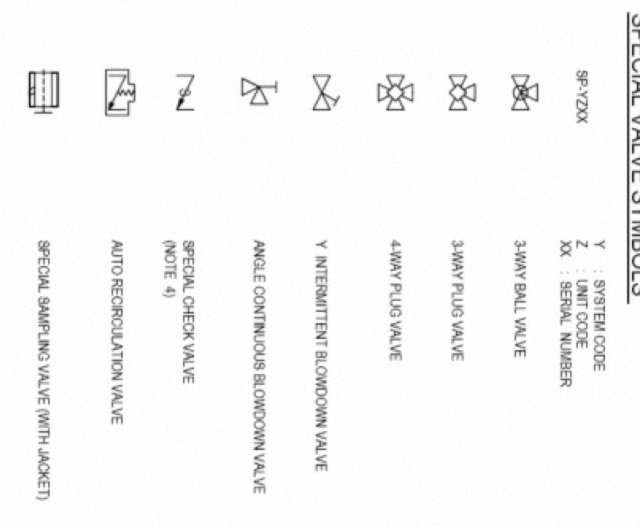 SPECIAL VALVE SYMBOLS
SP-YZXX
Y : SYSTEM CODE
Z : UNIT CODE
XX : SERIAL NUMBER
3-WAY BALL VALVE
3-WAY PLUG VALVE
4-WAY PLUG VALVE
Y INTERMITTENT BLOWDOWN VALVE
ANGLE CONTINUOUS BLOWDOWN VALVE
SPECIAL CHECK VALVE
(NOTE 4)
AUTO RECIRCULATION VALVE
SPECIAL SAMPLING VALVE (WITH JACKET)